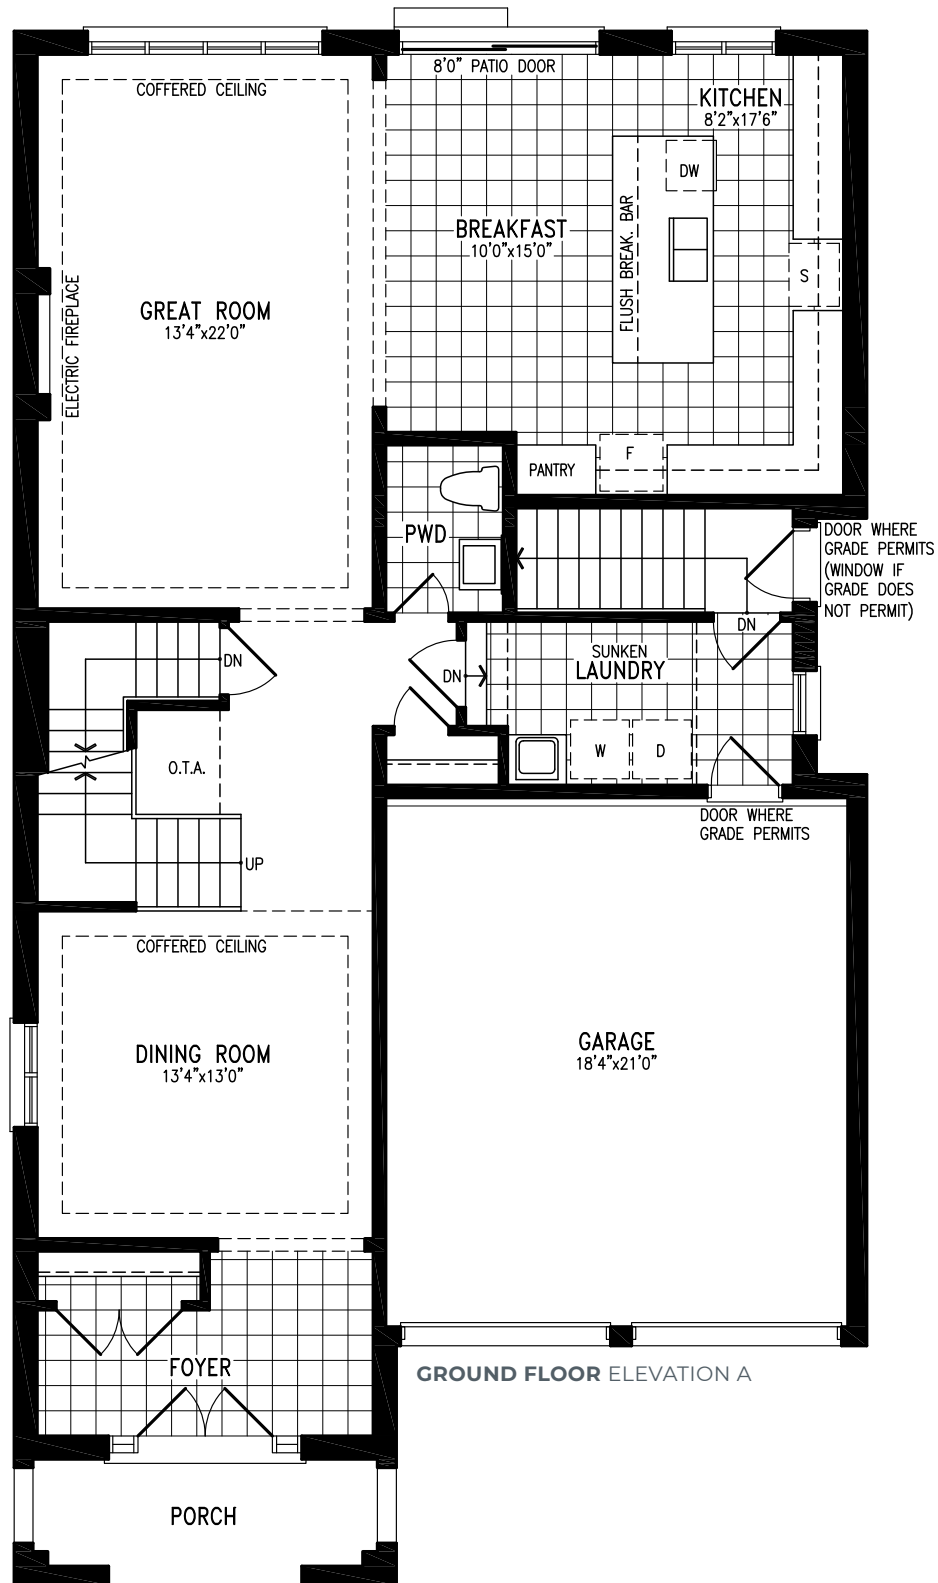 8'0" PATIO DOOR
COFFERED CEILING
KITCHEN
8'2"x17'6"
DW
FLUSH BREAK. BAR
BREAKFAST
10'0"x15'0"
S
ELECTRIC FIREPLACE
GREAT ROOM
13'4"x22'0"
F
PANTRY
PWD
DOOR WHERE
GRADE PERMITS
(WINDOW IF
GRADE DOES
NOT PERMIT)
DN
SUNKEN
LAUNDRY
DN
DN
W
D
O.T.A.
DOOR WHERE
GRADE PERMITS
UP
COFFERED CEILING
DINING ROOM
13'4"x13'0"
GARAGE
18'4"x21'0"
FOYER
GROUND FLOOR ELEVATION A
PORCH